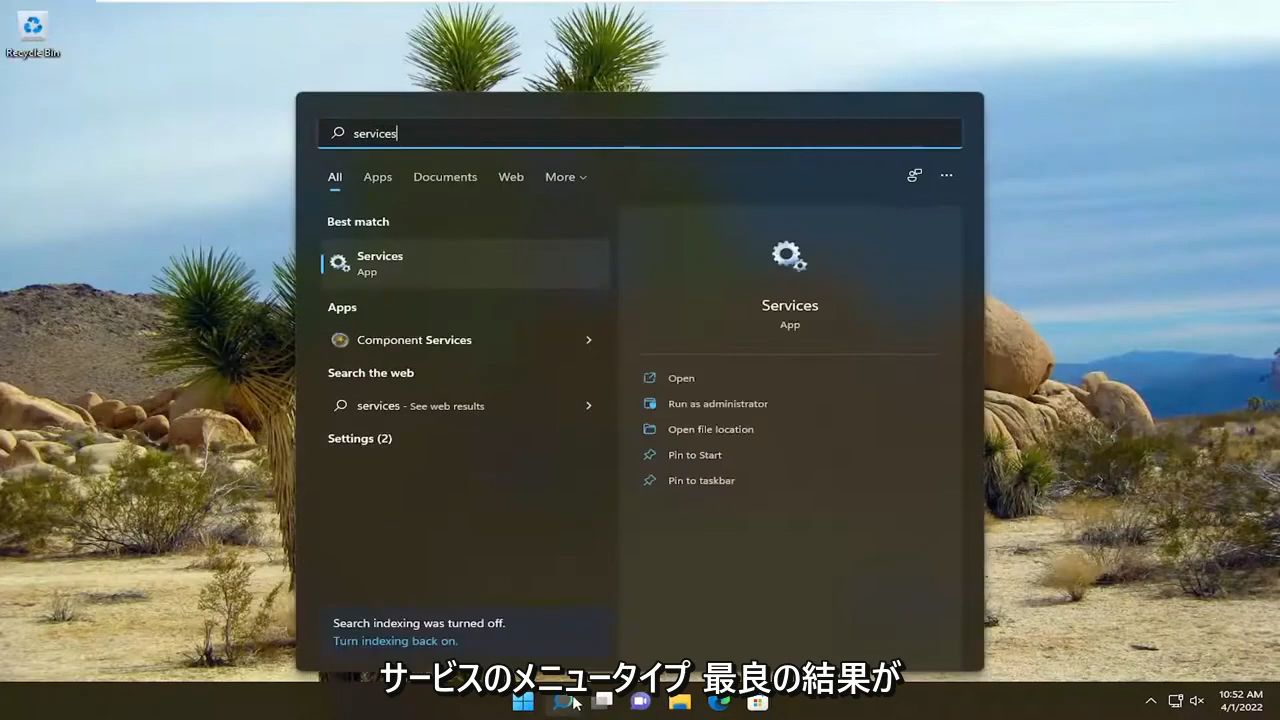 Recycle Bin
services
All Apps Documents Web More
Best match
Services
App
Apps
Component Services
Search the web
services - See web results
Settings (2)
Search indexing was turned off.
Turn indexing back on.
Services
App
Open
Run as administrator
Open file location
Pin to Start
Pin to taskbar
サービスのメニュータイプ 最良の結果が
10:52 AM
4/1/2022